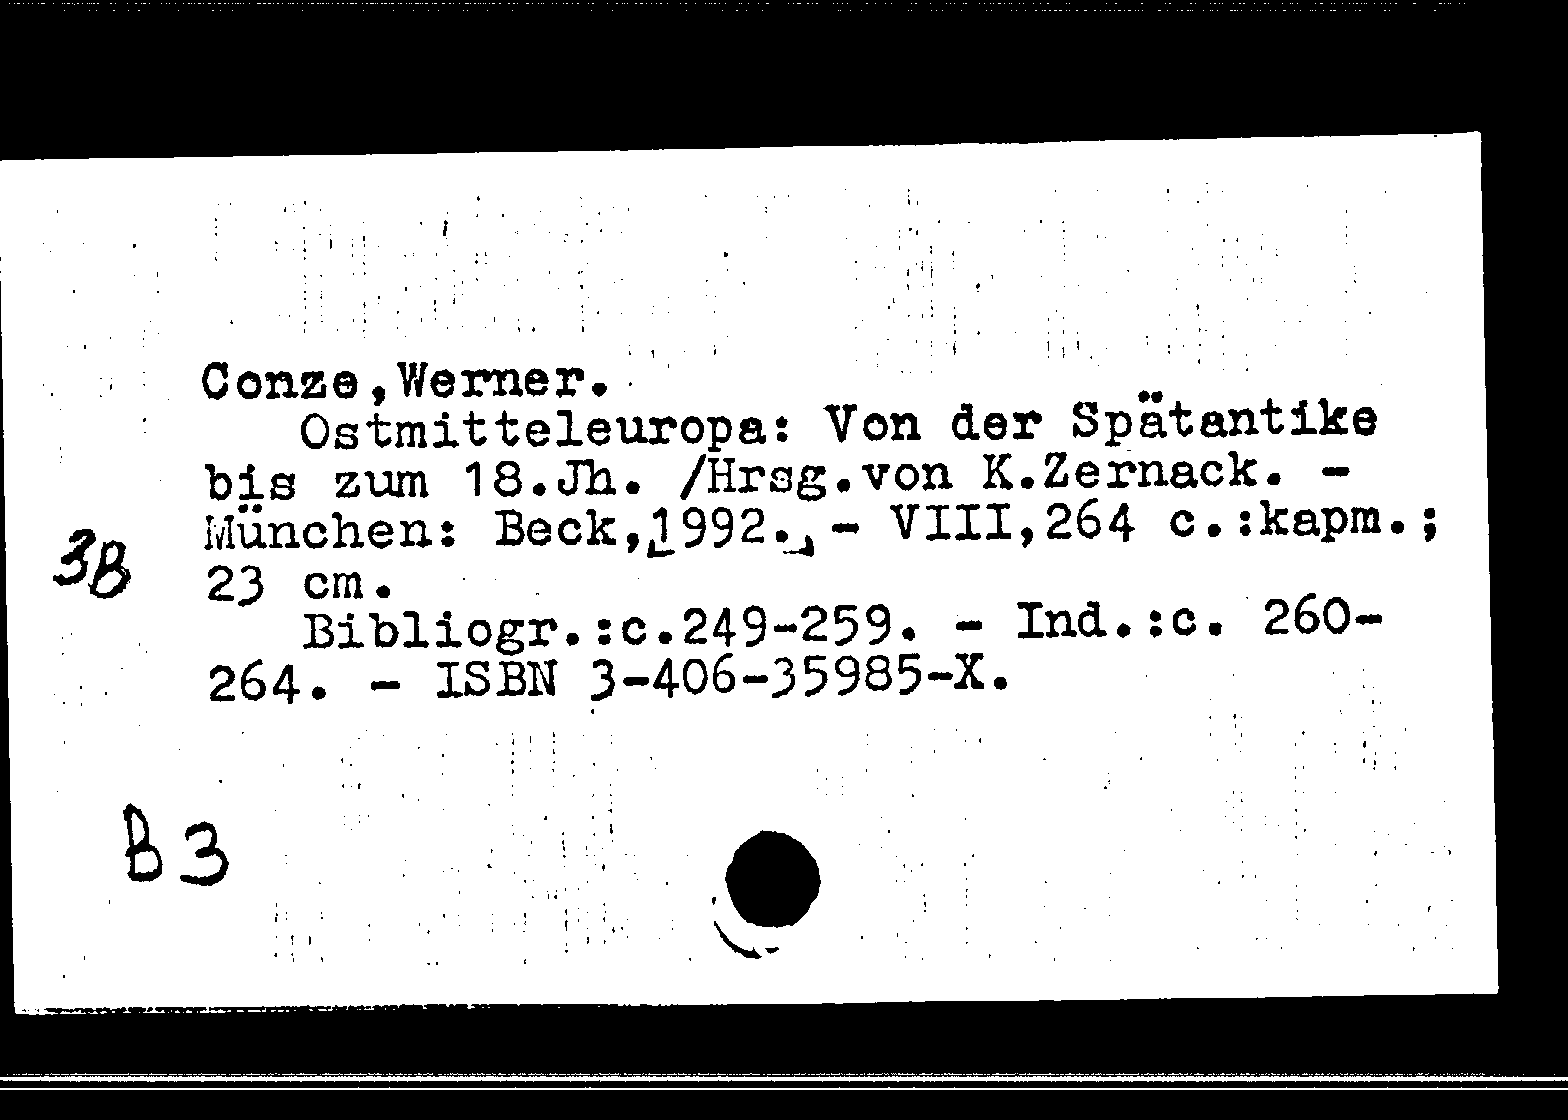 Conze,Werner.
Ostmitteleuropa: Von der Spätantike
bis zum 18.Jh. /Hrsg.von K.Zernack. -
München: Beck,1992. - VIII,264 с.:карт.;
3B
23 cm.
Bibliogr.:c.249-259. - Ind.:c. 260-
264. - ISBN 3-406-35985-X.
B3